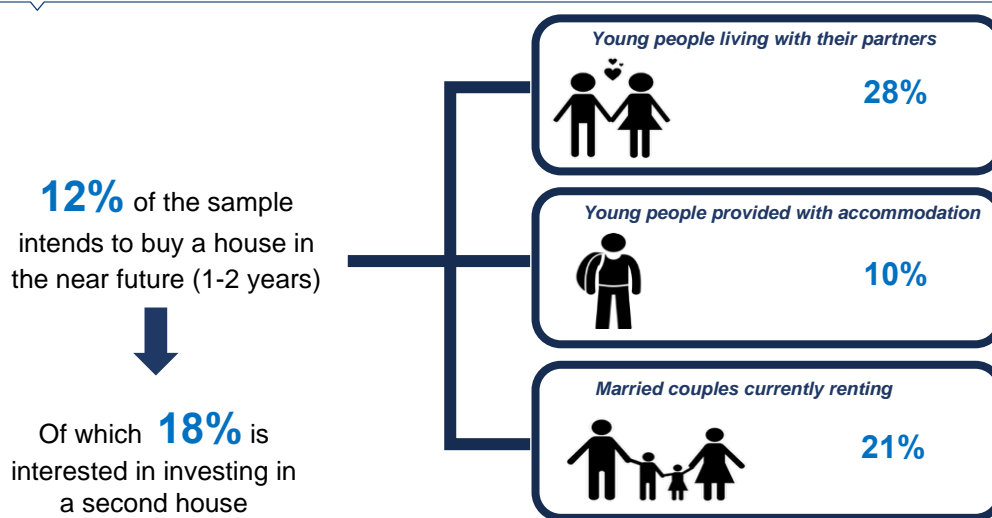 12% of the sample
intends to buy a house in
the near future (1-2 years)
Of which 18% is
interested in investing in
a second house
Young people living with their partners
28%
Young people provided with accommodation
10%
Married couples currently renting
21%